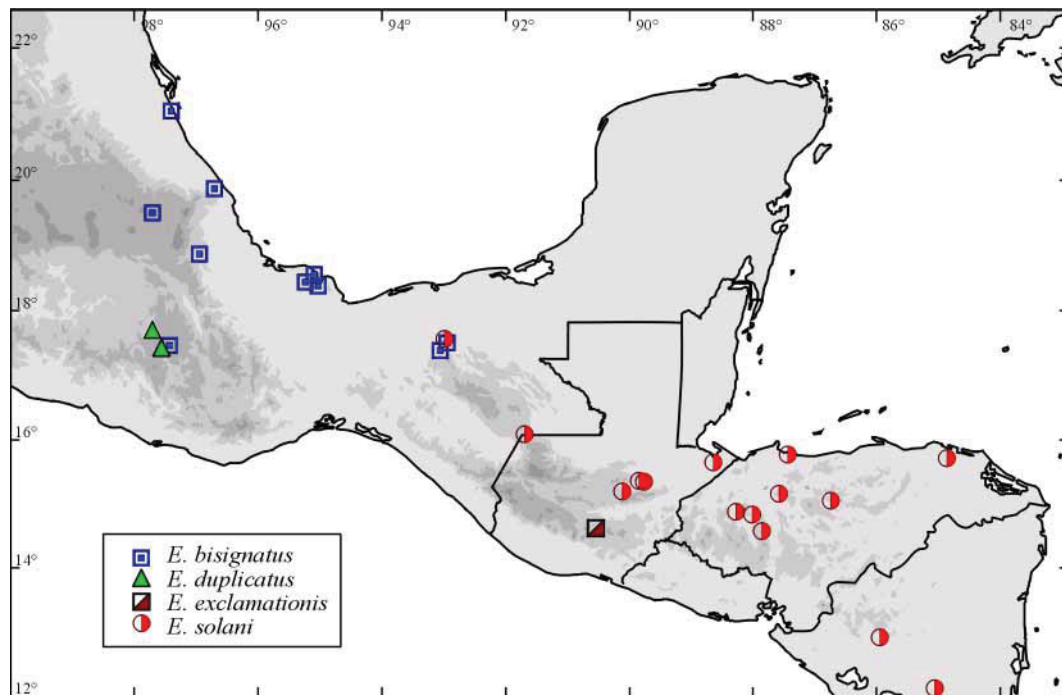 98° 96° 94° 92° 90° 88° 86° 84°
22°
20°
18°
16°
14°
12°
E. bisignatus
E. duplicatus
E. exclamationis
E. solani